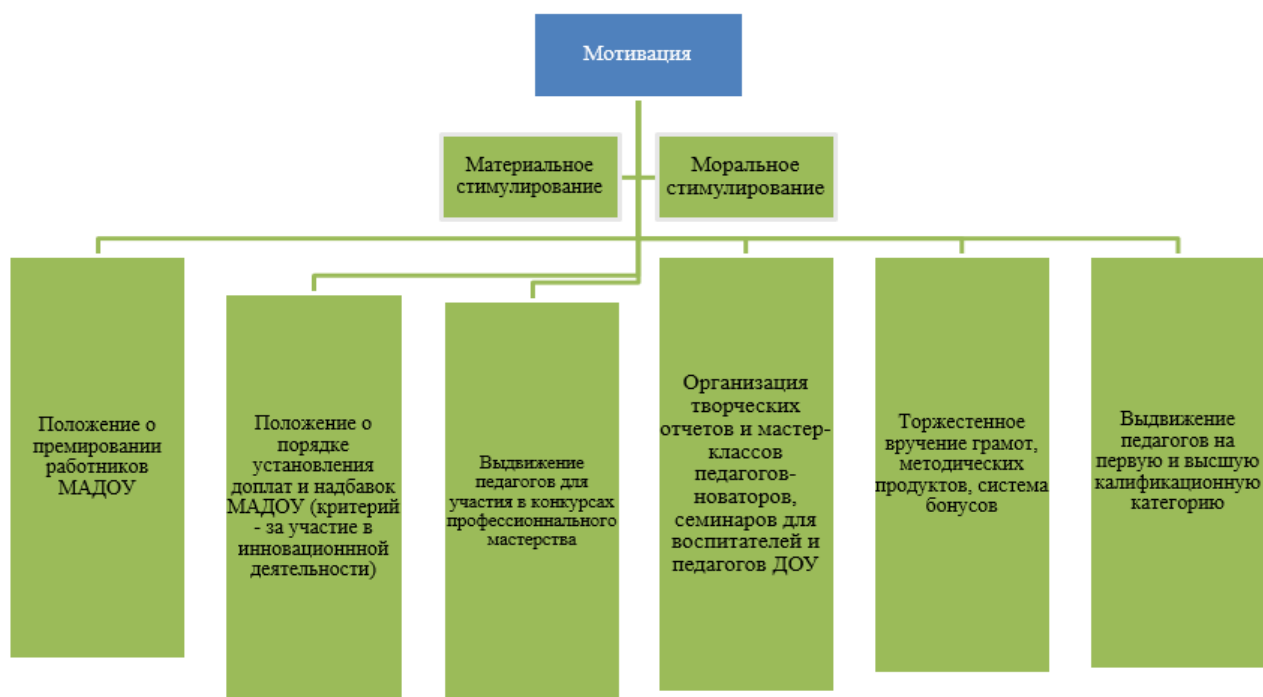 Мотивация
Материальное
стимулирование
Моральное
стимулирование
Положение о
премировании
работников
МАДОУ
Положение о
порядке
установления
доплат и надбавок
МАДОУ (критерий
- за участие в
инновационнной
деятельности)
Выдвижение
педагогов для
участия в конкурсах
профессионнального
мастерства
Организация
творческих
отчетов и мастер-
классов
педагогов-
новаторов,
семинаров для
воспитателей и
педагогов ДОУ
Торжестенное
вручение грамот,
методических
продуктов, система
бонусов
Выдвижение
педагогов на
первую и высшую
калификационную
категорию